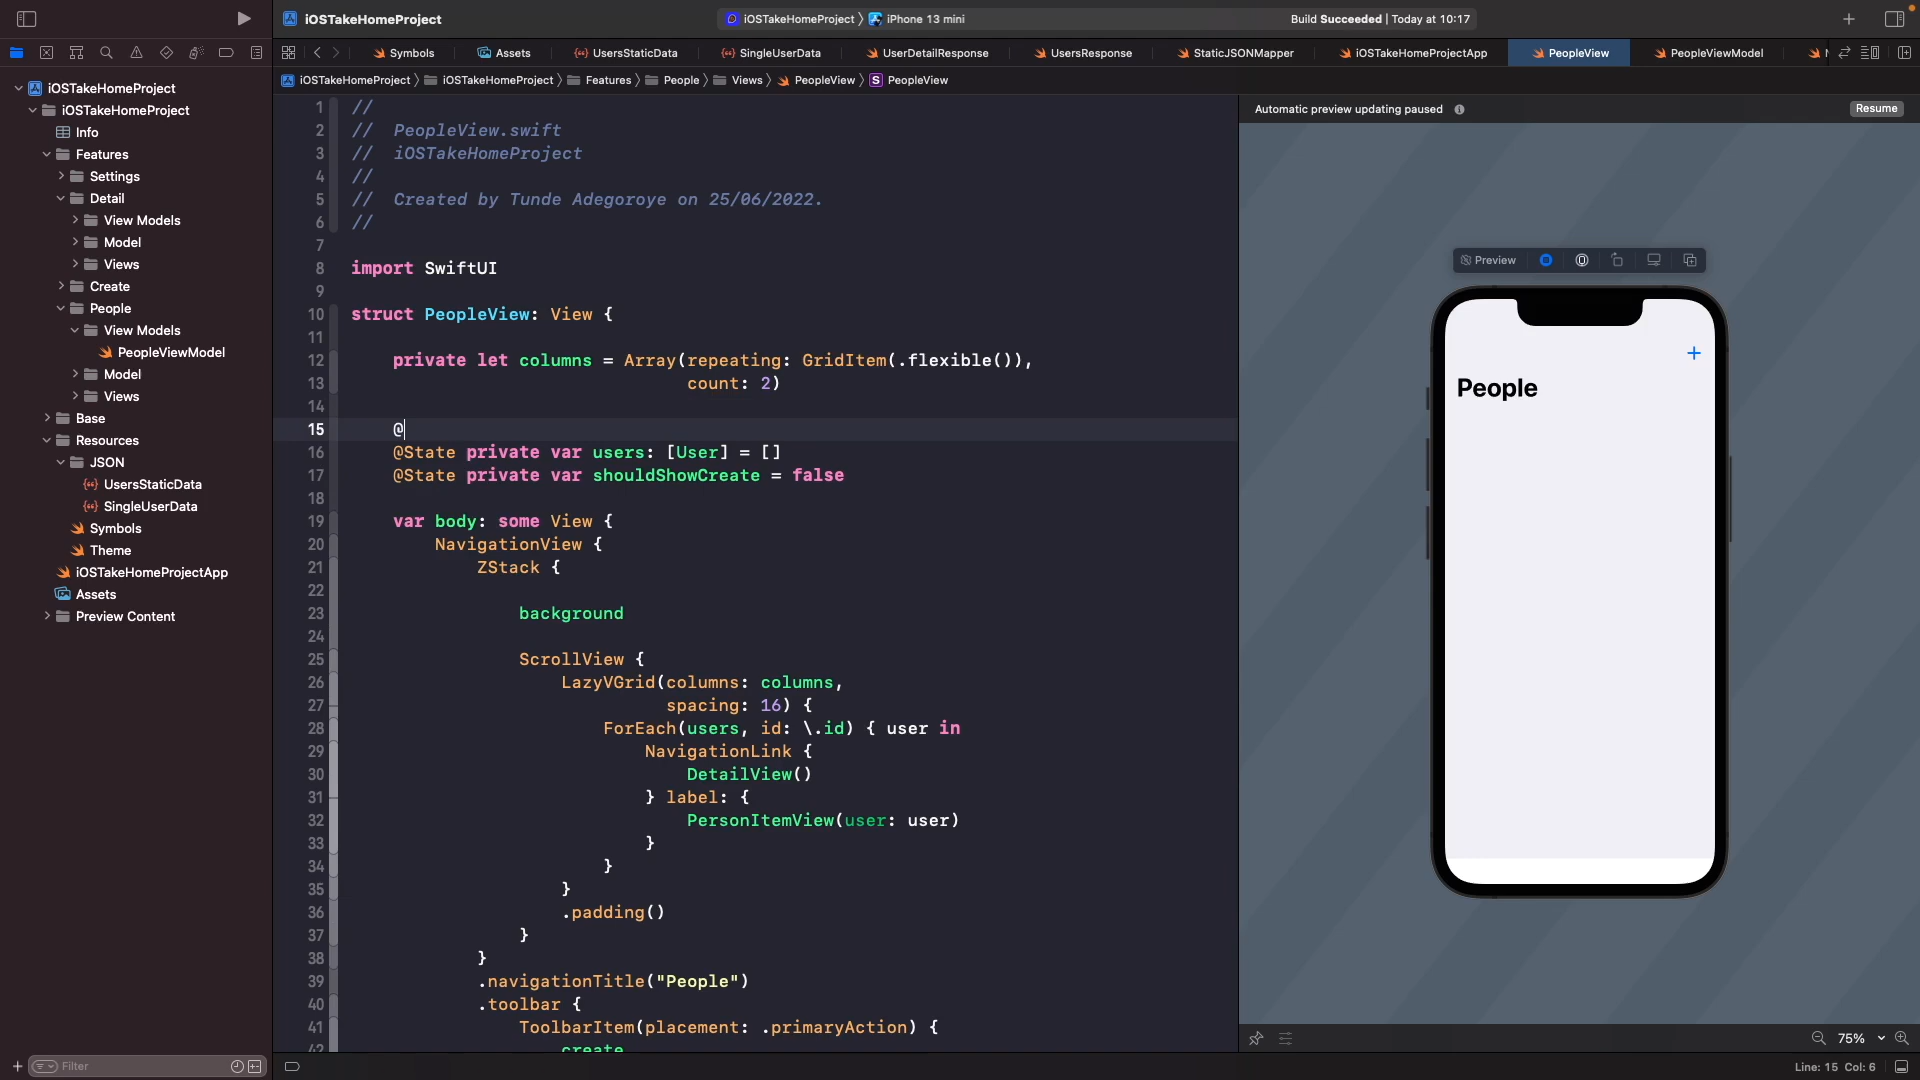 iOSTakeHomeProject
iOSTakeHomeProject 〉 iPhone 13 mini
Build Succeeded | Today at 10:17
Symbols
Assets
UsersStaticData
SingleUserData
UserDetailResponse
UsersResponse
StaticJSONMapper
iOSTakeHomeProjectApp
PeopleView
PeopleViewModel
iOSTakeHomeProject 〉 iOSTakeHomeProject 〉 Features 〉 People 〉 Views 〉 PeopleView 〉 S PeopleView
iOSTakeHomeProject
iOSTakeHomeProject
Info
Features
Settings
Detail
View Models
Model
Views
Create
People
View Models
PeopleViewModel
Model
Views
Base
Resources
JSON
UsersStaticData
SingleUserData
Symbols
Theme
iOSTakeHomeProjectApp
Assets
Preview Content
Filter
1 //
2 //  PeopleView.swift
3 //  iOSTakeHomeProject
4 //
5 //  Created by Tunde Adegoroye on 25/06/2022.
6 //
7
8 import SwiftUI
9
10 struct PeopleView: View {
11
12     private let columns = Array(repeating: GridItem(.flexible()),
13                                 count: 2)
14
15     @
16     @State private var users: [User] = []
17     @State private var shouldShowCreate = false
18
19     var body: some View {
20         NavigationView {
21             ZStack {
22
23                 background
24
25                 ScrollView {
26                     LazyVGrid(columns: columns,
27                               spacing: 16) {
28                         ForEach(users, id: \.id) { user in
29                             NavigationLink {
30                                 DetailView()
31                             } label: {
32                                 PersonItemView(user: user)
33                             }
34                         }
35                     }
36                     .padding()
37                 }
38             }
39             .navigationTitle("People")
40             .toolbar {
41                 ToolbarItem(placement: .primaryAction) {
42                     create
Automatic preview updating paused
Resume
Preview
People
75%
Line: 15 Col: 6